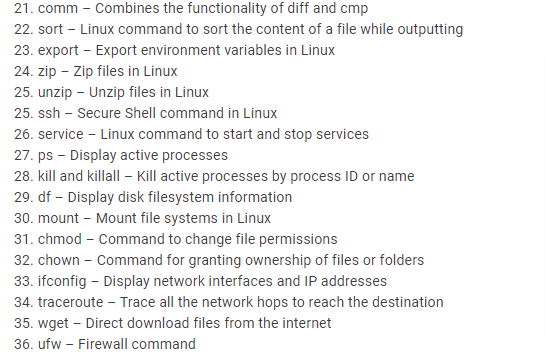 21. comm – Combines the functionality of diff and cmp
22. sort – Linux command to sort the content of a file while outputting
23. export – Export environment variables in Linux
24. zip – Zip files in Linux
25. unzip – Unzip files in Linux
25. ssh – Secure Shell command in Linux
26. service – Linux command to start and stop services
27. ps – Display active processes
28. kill and killall – Kill active processes by process ID or name
29. df – Display disk filesystem information
30. mount – Mount file systems in Linux
31. chmod – Command to change file permissions
32. chown – Command for granting ownership of files or folders
33. ifconfig – Display network interfaces and IP addresses
34. traceroute – Trace all the network hops to reach the destination
35. wget – Direct download files from the internet
36. ufw – Firewall command